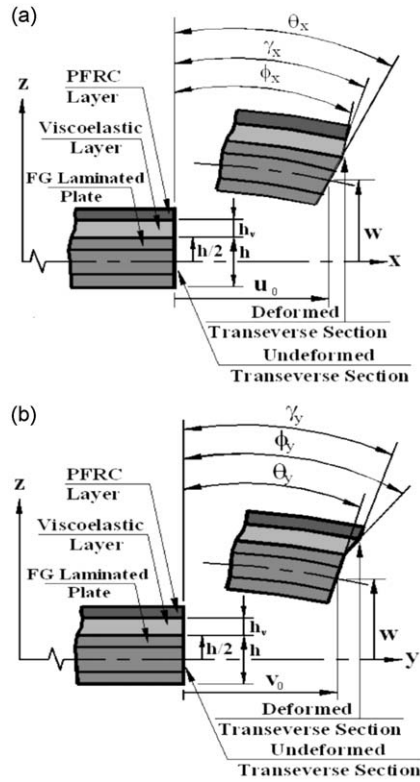 (a)
θx
γx
ϕx
z
PFRC
Layer
Viscoelastic
Layer
FG Laminated
Plate
hv
h/2
h
w
x
u0
Deformed
Transeverse Section
Undeformed
Transeverse Section
(b)
γy
ϕy
θy
z
PFRC
Layer
Viscoelastic
Layer
FG Laminated
Plate
hv
h/2
h
w
y
v0
Deformed
Transeverse Section
Undeformed
Transeverse Section